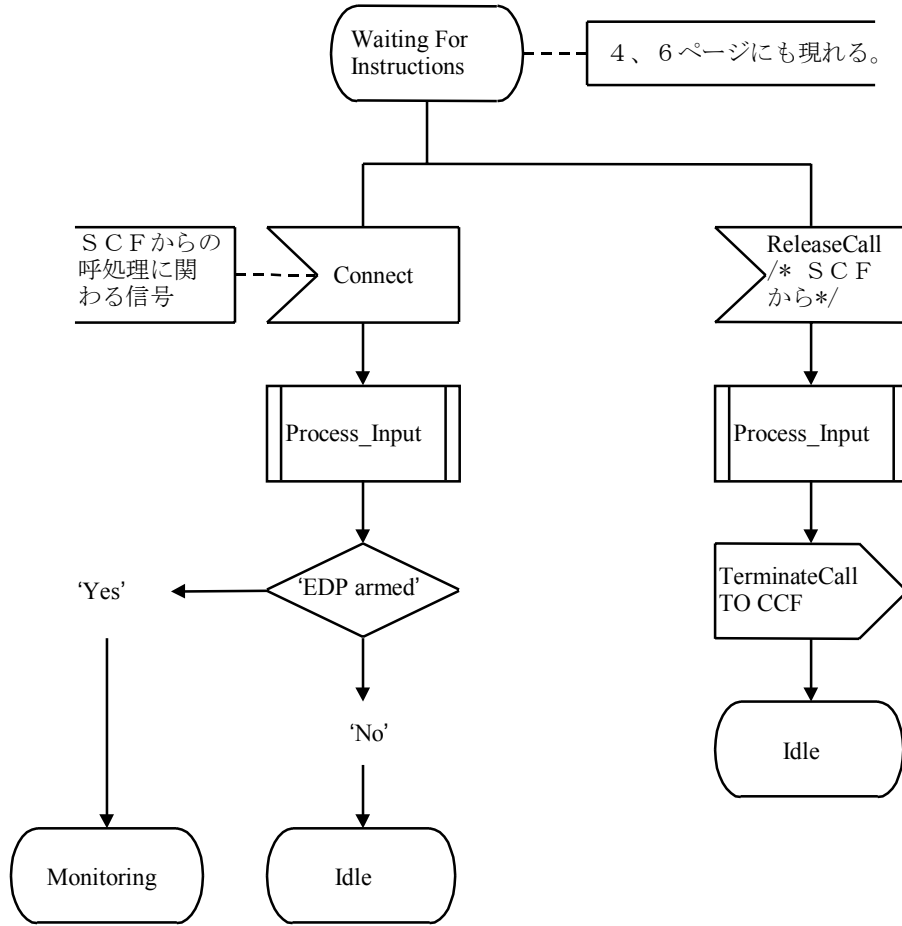 Waiting For
Instructions
４、６ページにも現れる。
ＳＣＦからの
呼処理に関
わる信号
Connect
ReleaseCall
/* ＳＣＦ
から*/
Process_Input
Process_Input
‘EDP armed’
‘Yes’
TerminateCall
TO CCF
‘No’
Idle
Monitoring
Idle